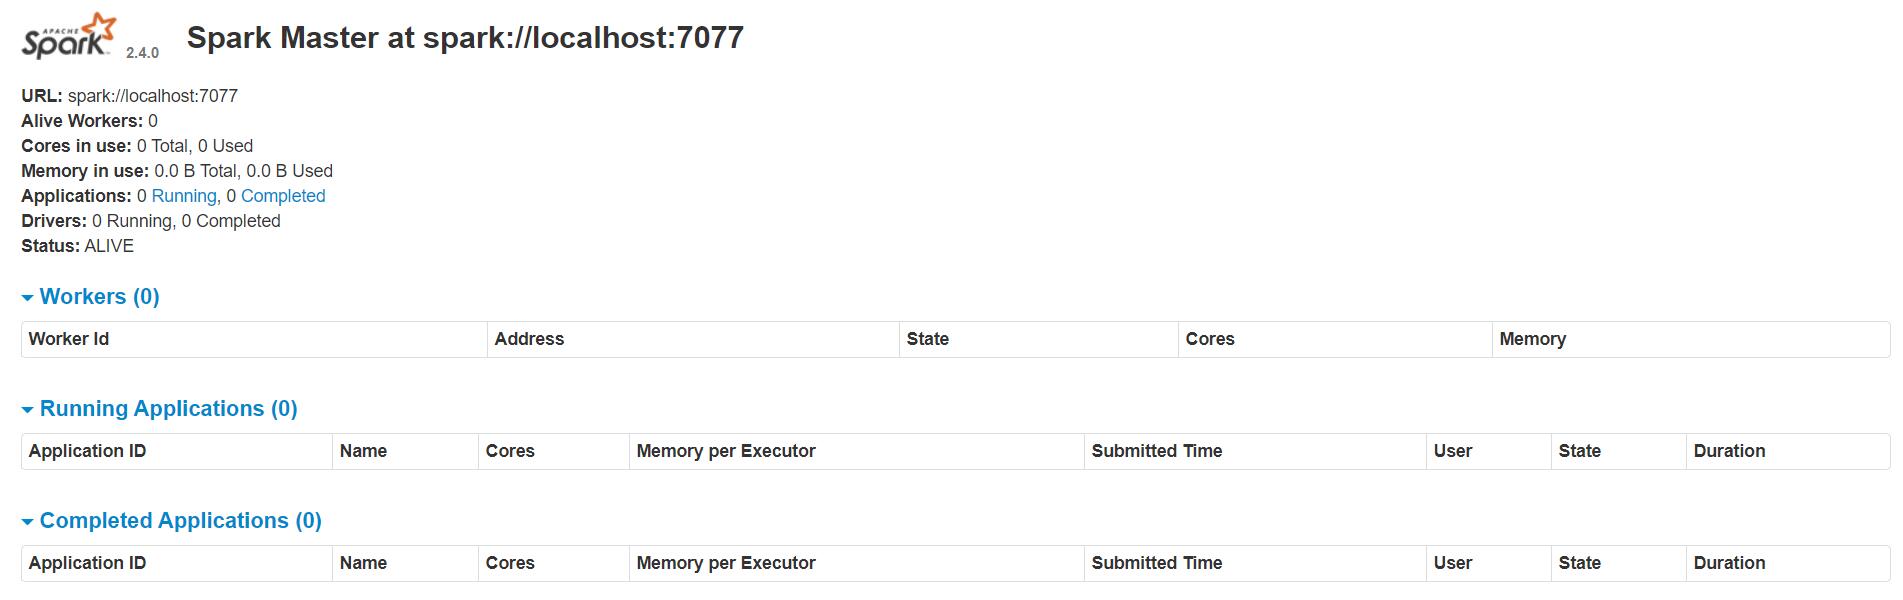 APACHE Spark™ 2.4.0 Spark Master at spark://localhost:7077
URL: spark://localhost:7077
Alive Workers: 0
Cores in use: 0 Total, 0 Used
Memory in use: 0.0 B Total, 0.0 B Used
Applications: 0 Running, 0 Completed
Drivers: 0 Running, 0 Completed
Status: ALIVE
Workers (0)
Worker Id Address State Cores Memory
Running Applications (0)
Application ID Name Cores Memory per Executor Submitted Time User State Duration
Completed Applications (0)
Application ID Name Cores Memory per Executor Submitted Time User State Duration